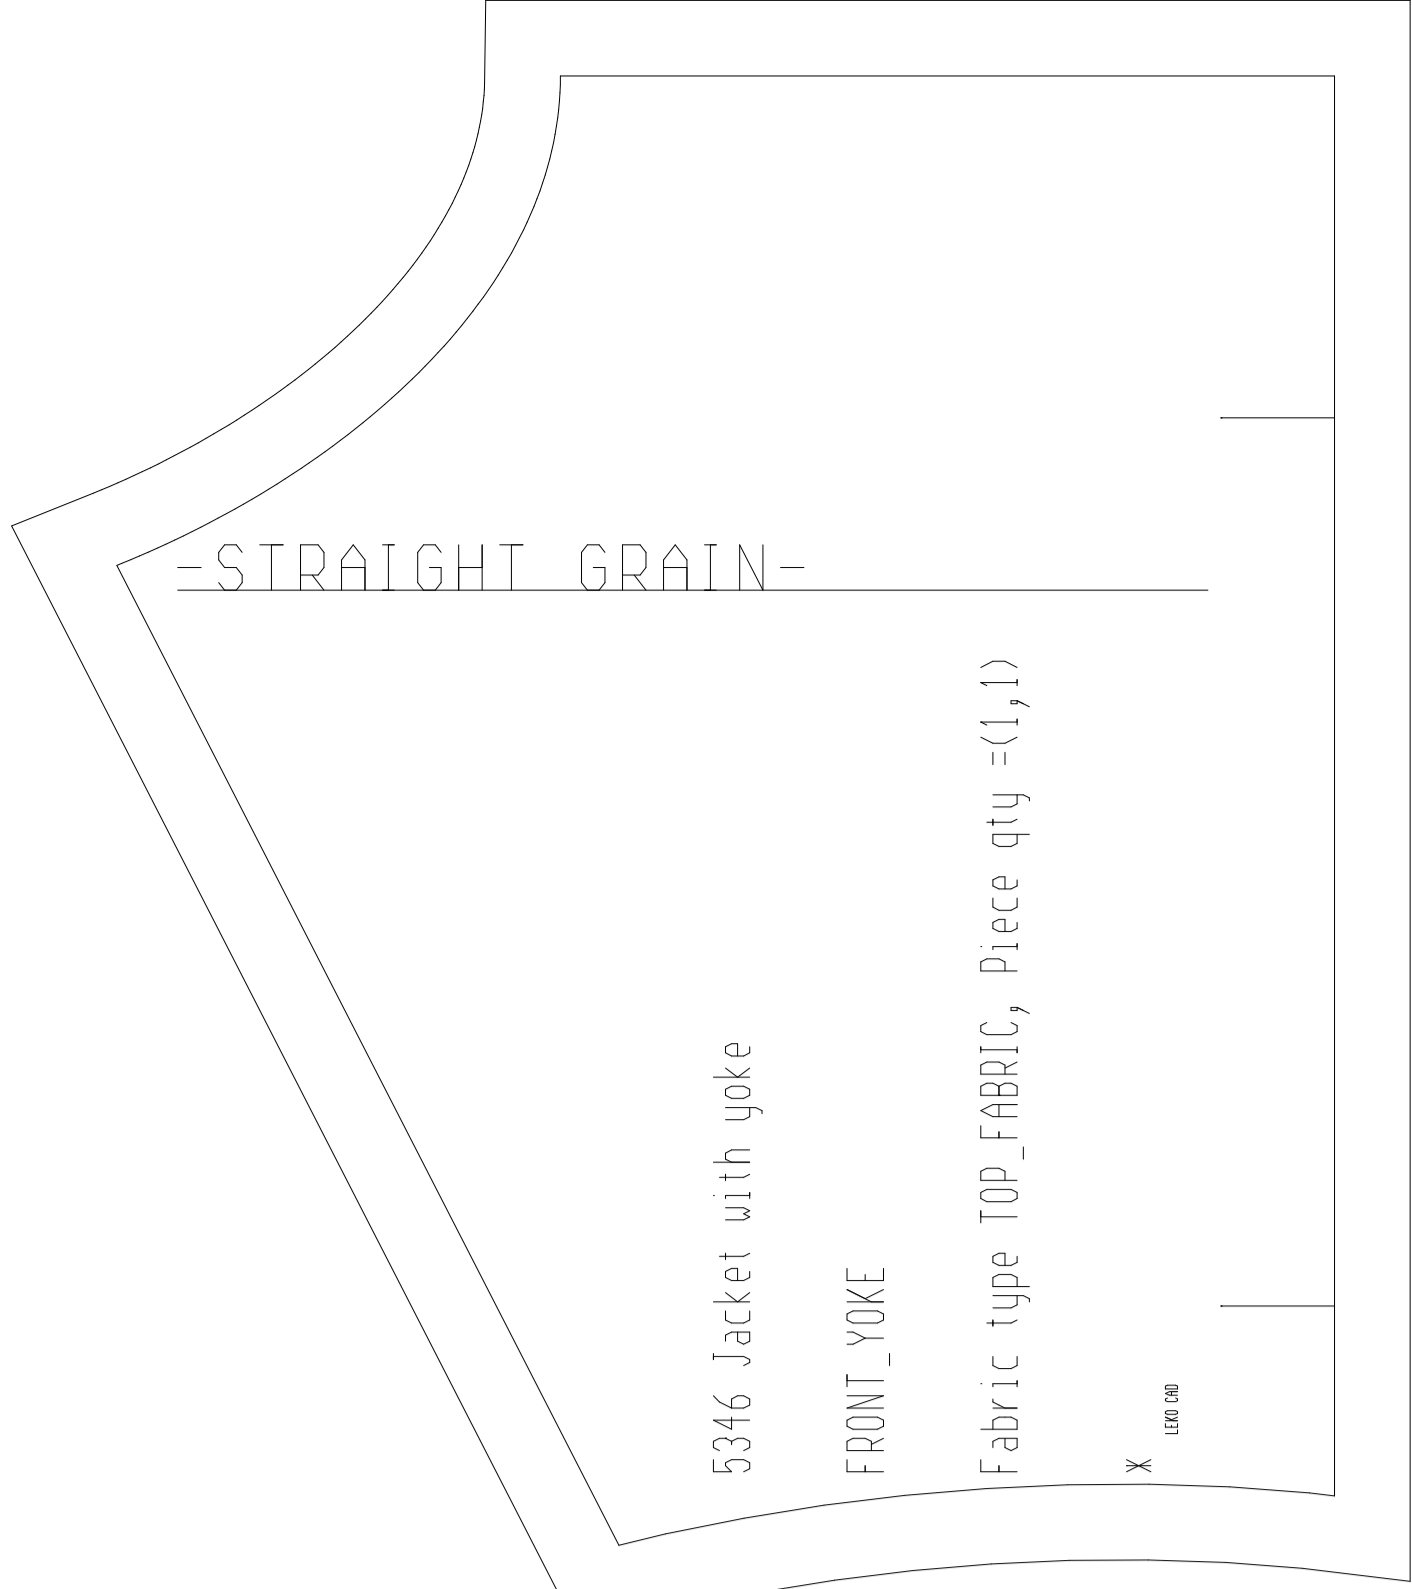 -STRAIGHT GRAIN-
5346 Jacket with yoke
FRONT_YOKE
Fabric type TOP_FABRIC, Piece qty =(1,1)
*
LEKO CAD